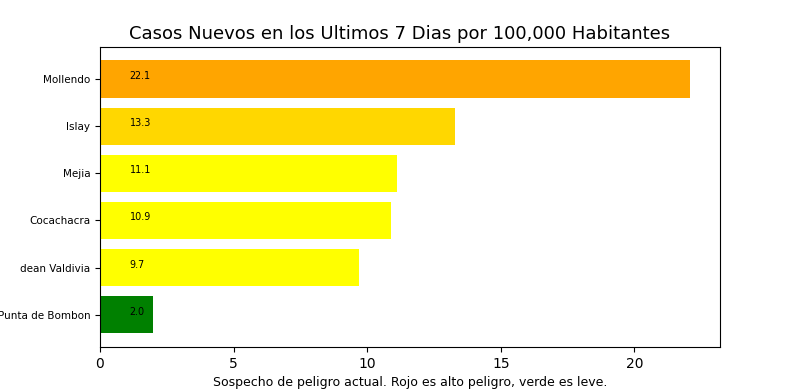 Casos Nuevos en los Ultimos 7 Dias por 100,000 Habitantes
Mollendo 22.1
Islay 13.3
Mejia 11.1
Cocachacra 10.9
dean Valdivia 9.7
Punta de Bombon 2.0
0 5 10 15 20
Sospecho de peligro actual. Rojo es alto peligro, verde es leve.